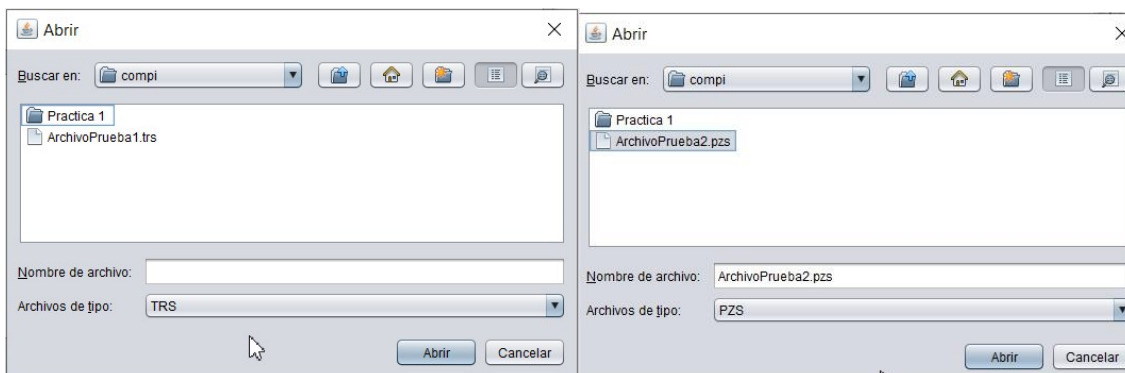 Abrir
Buscar en: compi
Practica 1
ArchivoPrueba1.trs
Nombre de archivo:
Archivos de tipo: TRS
Abrir Cancelar
Abrir
Buscar en: compi
Practica 1
ArchivoPrueba2.pzs
Nombre de archivo: ArchivoPrueba2.pzs
Archivos de tipo: PZS
Abrir Cancelar